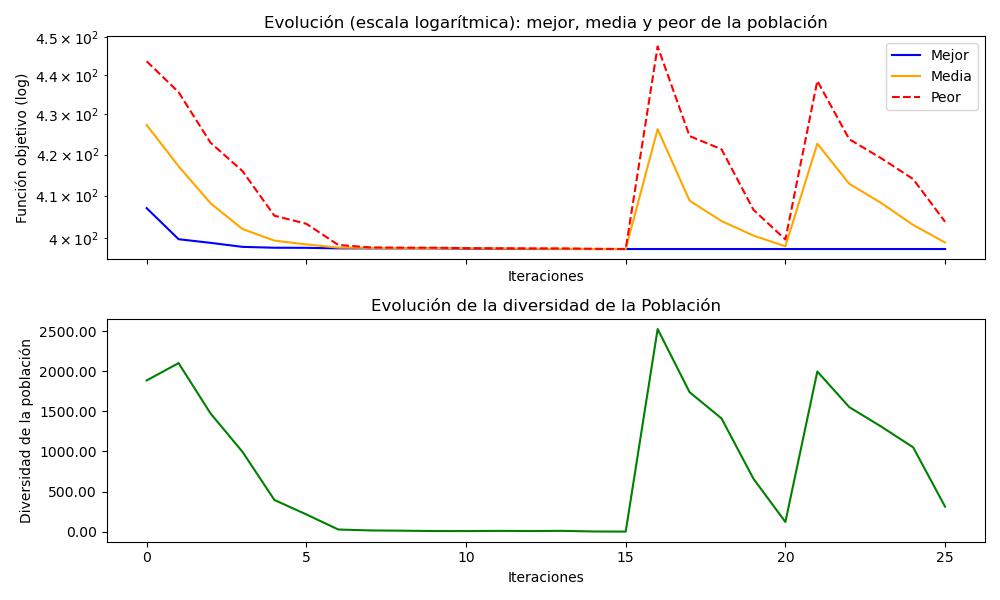 Evolución (escala logarítmica): mejor, media y peor de la población
Función objetivo (log)
4.5 × 10²
4.4 × 10²
4.3 × 10²
4.2 × 10²
4.1 × 10²
4 × 10²
Mejor
Media
Peor
Iteraciones
Evolución de la diversidad de la Población
Diversidad de la población
2500.00
2000.00
1500.00
1000.00
500.00
0.00
0 5 10 15 20 25
Iteraciones